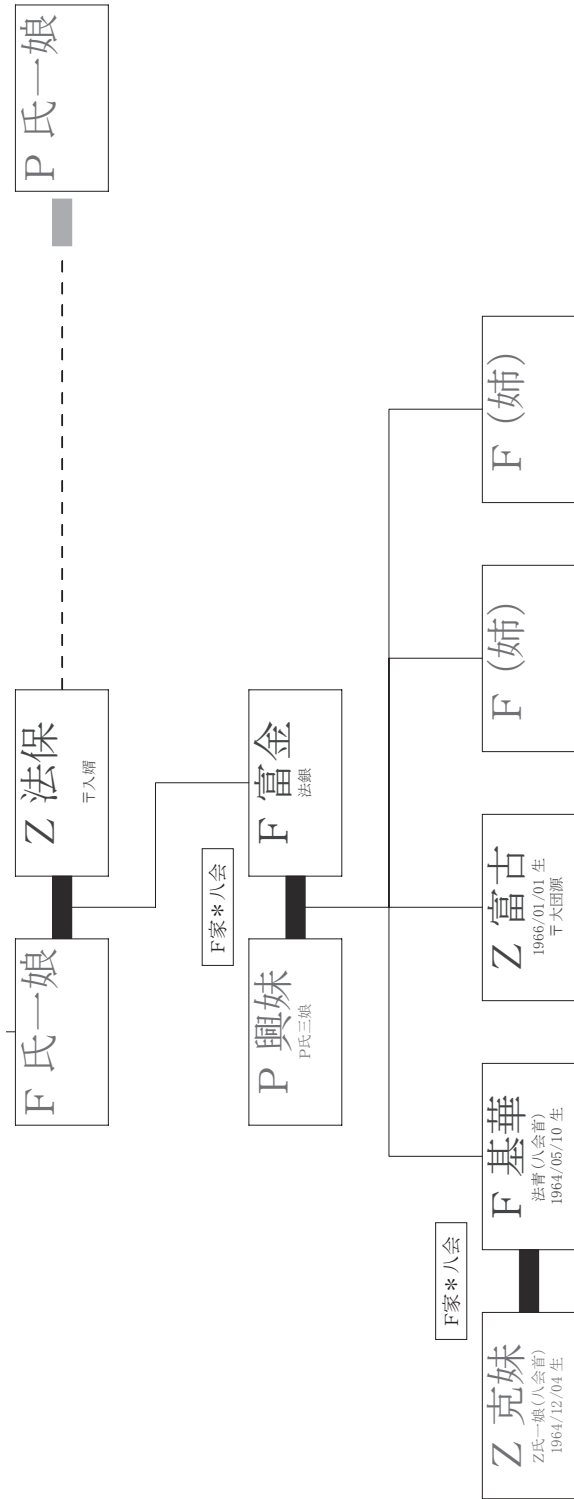 F 氏一娘
Z 法保
〒入婿
P 氏一娘
F家*八会
P 興妹
P氏三娘
F 富金
法銀
F家*八会
Z 克妹
Z氏一娘(八会首)
1964/12/04 生
F 基華
法青(八会首)
1964/05/10 生
Z 富古
1966/01/01 生
〒大団源
F (姉)
F (姉)